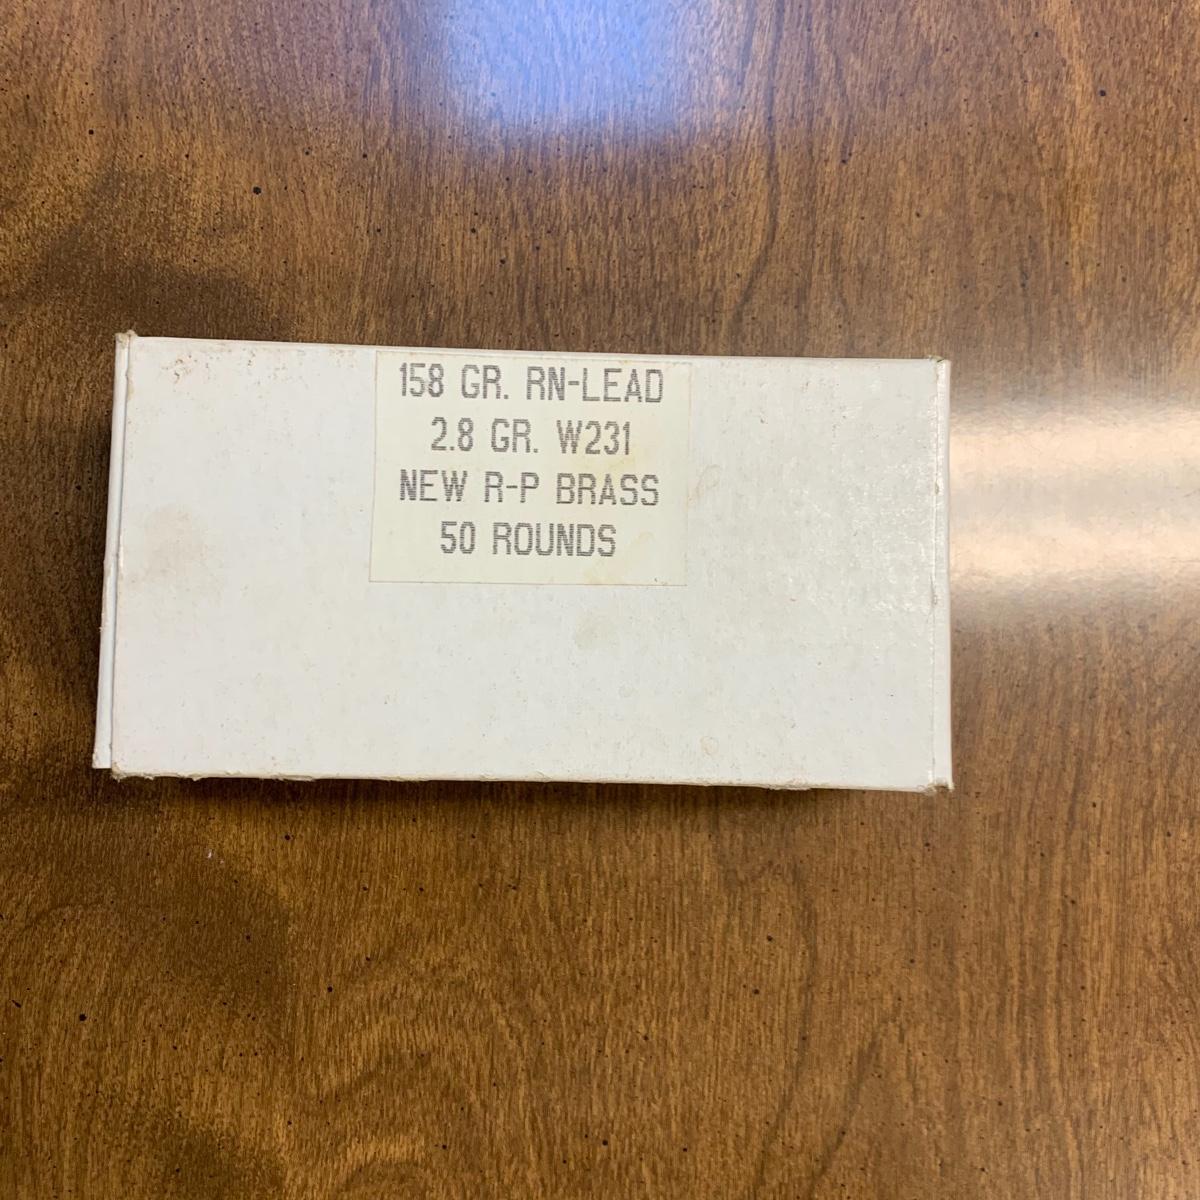 158 GR. RN-LEAD
2.8 GR. W231
NEW R-P BRASS
50 ROUNDS